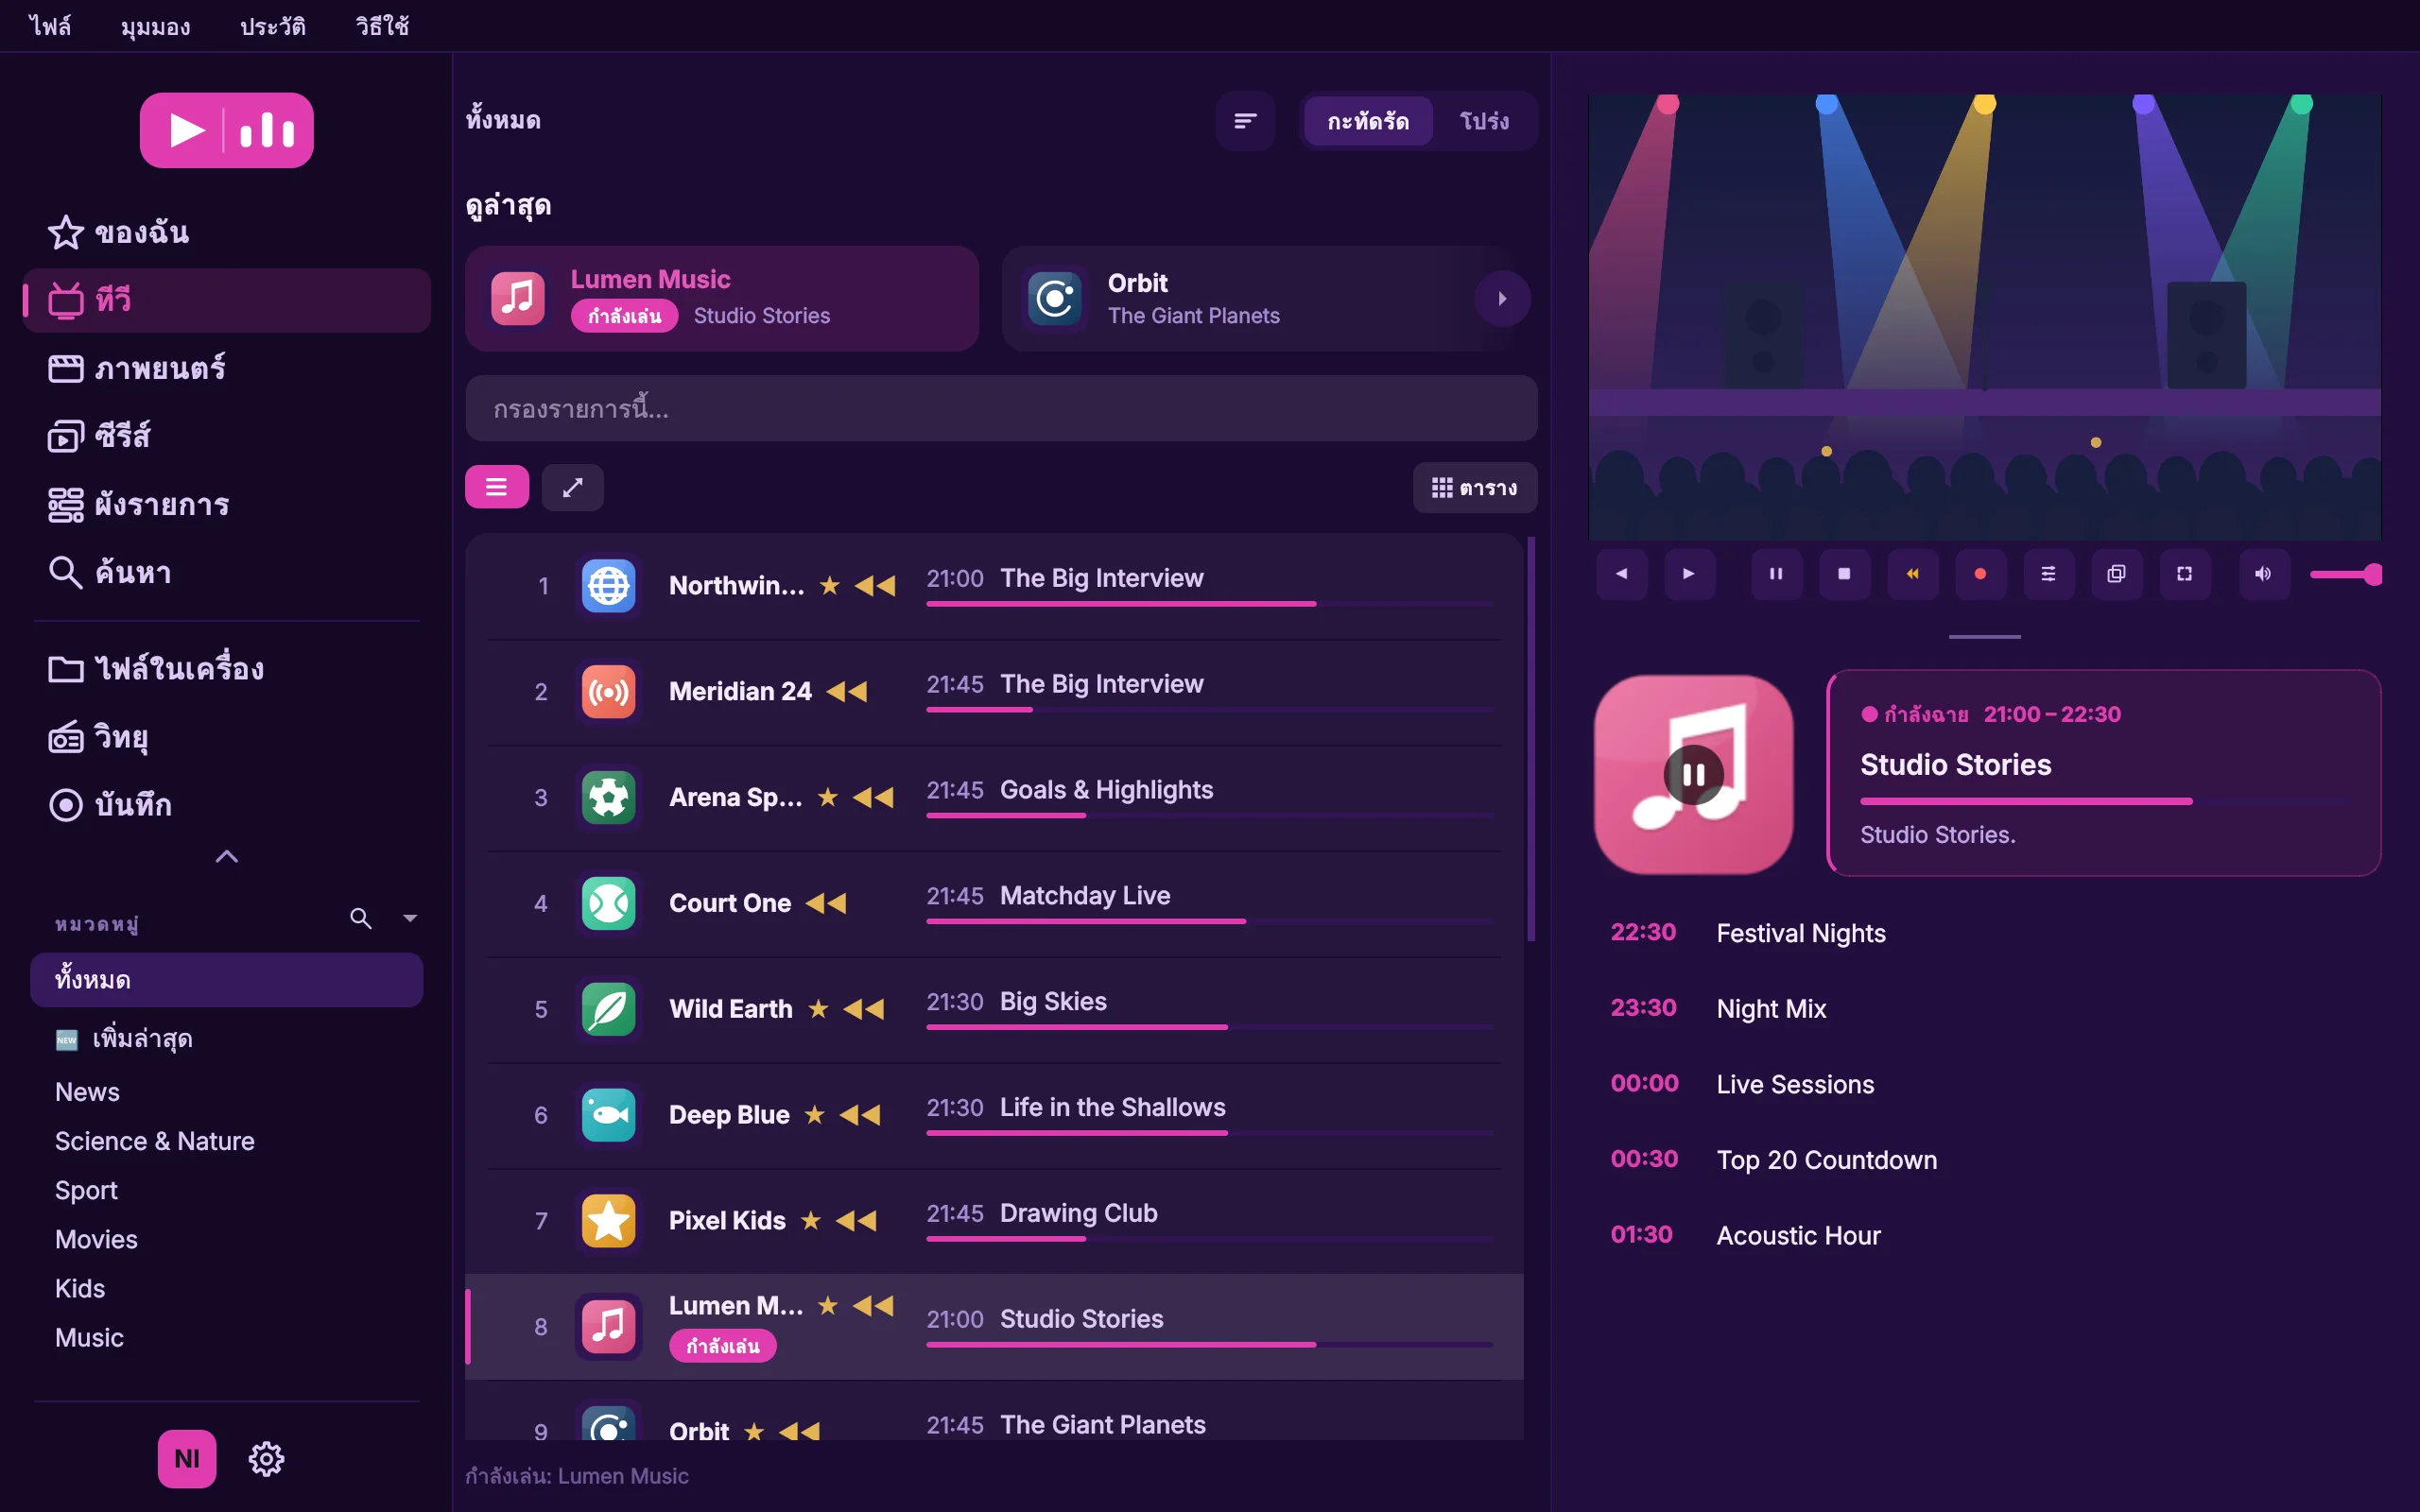 ไฟล์ มุมมอง ประวัติ วิธีใช้
ของฉัน
ทีวี
ภาพยนตร์
ซีรีส์
ผังรายการ
ค้นหา
ไฟล์ในเครื่อง
วิทยุ
บันทึก
หมวดหมู่
ทั้งหมด
NEW เพิ่มล่าสุด
News
Science & Nature
Sport
Movies
Kids
Music
NI
ทั้งหมด
กะทัดรัด โปร่ง
ดูล่าสุด
Lumen Music
กำลังเล่น Studio Stories
Orbit
The Giant Planets
กรองรายการนี้...
ตาราง
1 Northwin... 21:00 The Big Interview
2 Meridian 24 21:45 The Big Interview
3 Arena Sp... 21:45 Goals & Highlights
4 Court One 21:45 Matchday Live
5 Wild Earth 21:30 Big Skies
6 Deep Blue 21:30 Life in the Shallows
7 Pixel Kids 21:45 Drawing Club
8 Lumen M... 21:00 Studio Stories
กำลังเล่น
9 Orbit 21:45 The Giant Planets
กำลังเล่น: Lumen Music
กำลังฉาย 21:00 – 22:30
Studio Stories
Studio Stories.
22:30 Festival Nights
23:30 Night Mix
00:00 Live Sessions
00:30 Top 20 Countdown
01:30 Acoustic Hour